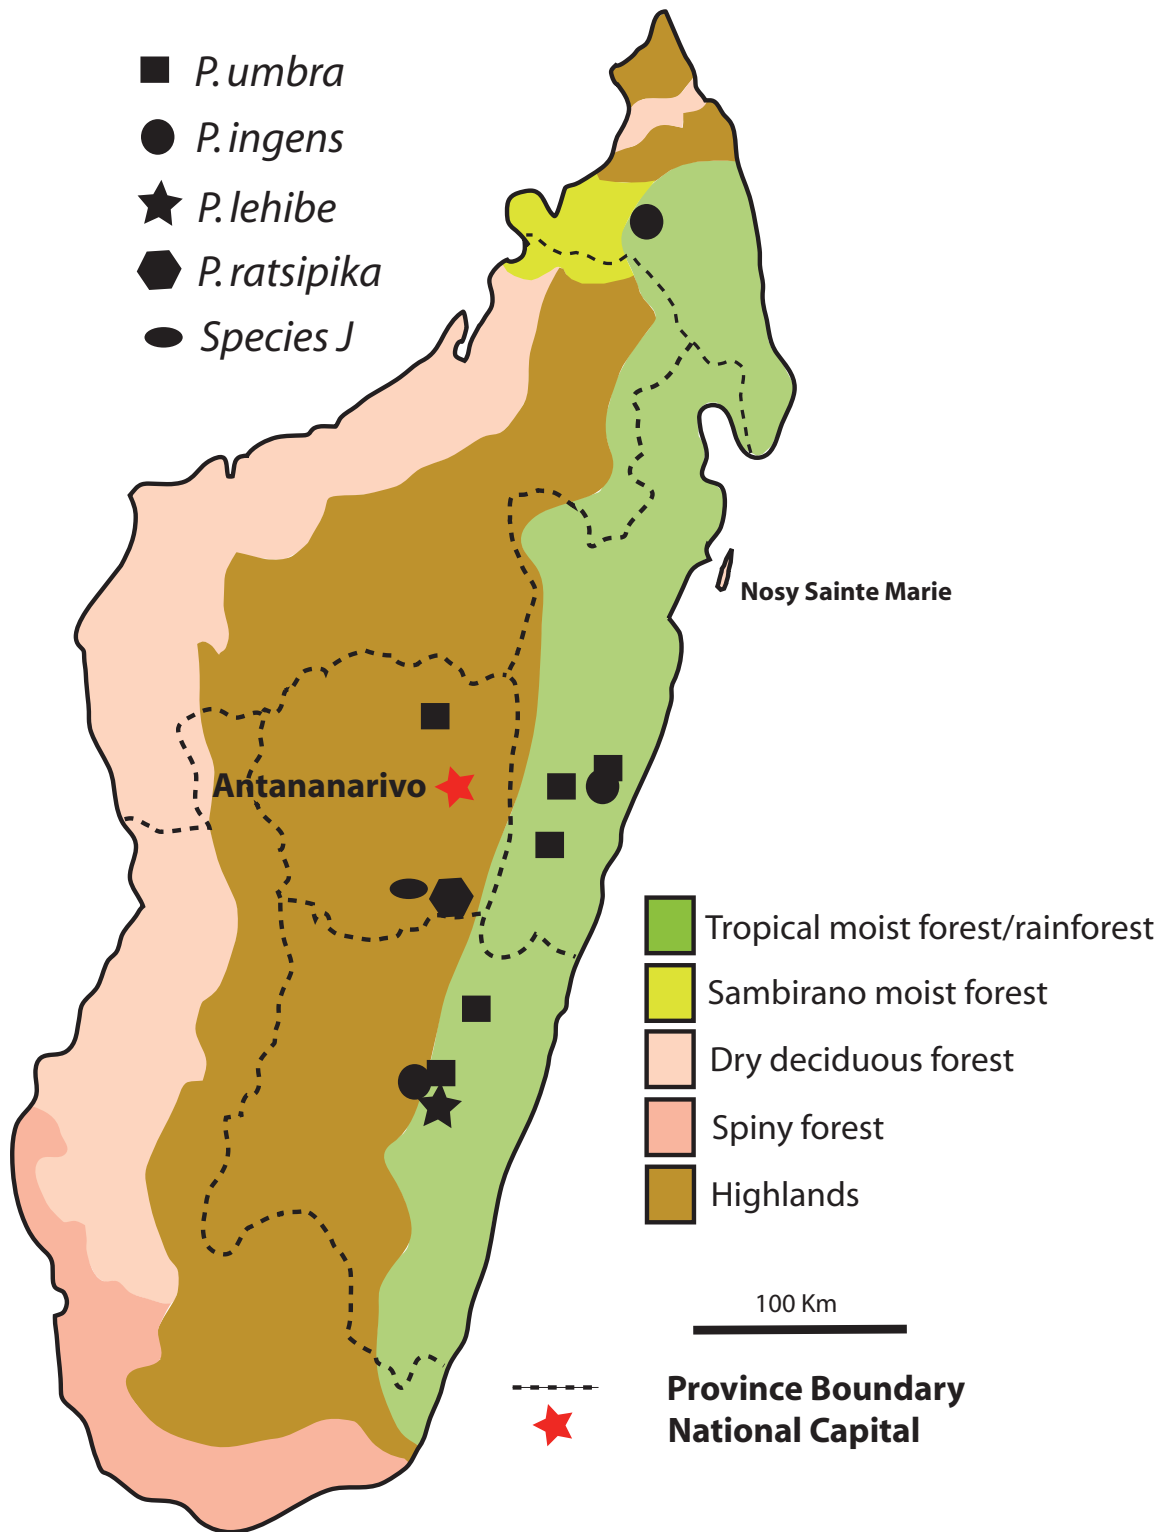 P. umbra
P. ingens
P. lehibe
P. ratsipika
Species J
Nosy Sainte Marie
Antananarivo
Tropical moist forest/rainforest
Sambirano moist forest
Dry deciduous forest
Spiny forest
Highlands
100 Km
Province Boundary
National Capital